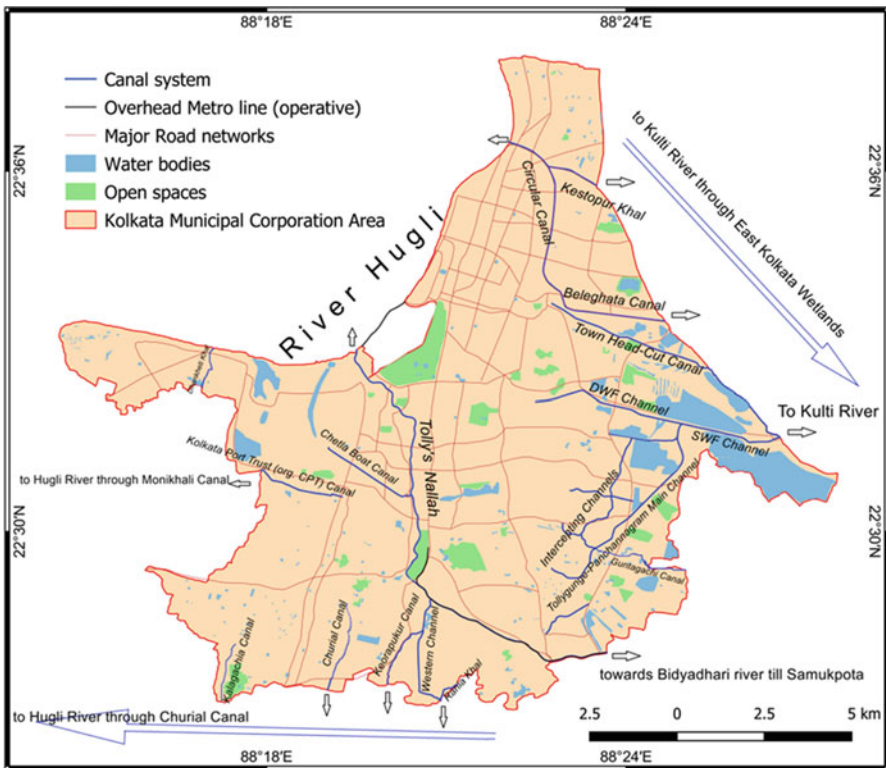 88°18'E
88°24'E
Canal system
Overhead Metro line (operative)
Major Road networks
Water bodies
Open spaces
Kolkata Municipal Corporation Area
22°36'N
22°36'N
to Kulti River through East Kolkata Wetlands
Circular Canal
Kestopur Khal
River Hugli
Beleghata Canal
Town Head-Cut Canal
DWF Channel
To Kulti River
SWF Channel
Tolly's Nallah
Chetla Boat Canal
Kolkata Port Trust (org. CPT) Canal
to Hugli River through Monikhali Canal
Intercepting Channels
Tollygunge-Panchannagram Main Channel
22°30'N
22°30'N
Guntagachi Canal
Keorapukur Canal
Churial Canal
Western Channel
Kalagachia Canal
Rania Khal
towards Bidyadhari river till Samukpota
to Hugli River through Churial Canal
2.5 0 2.5 5 km
88°18'E
88°24'E